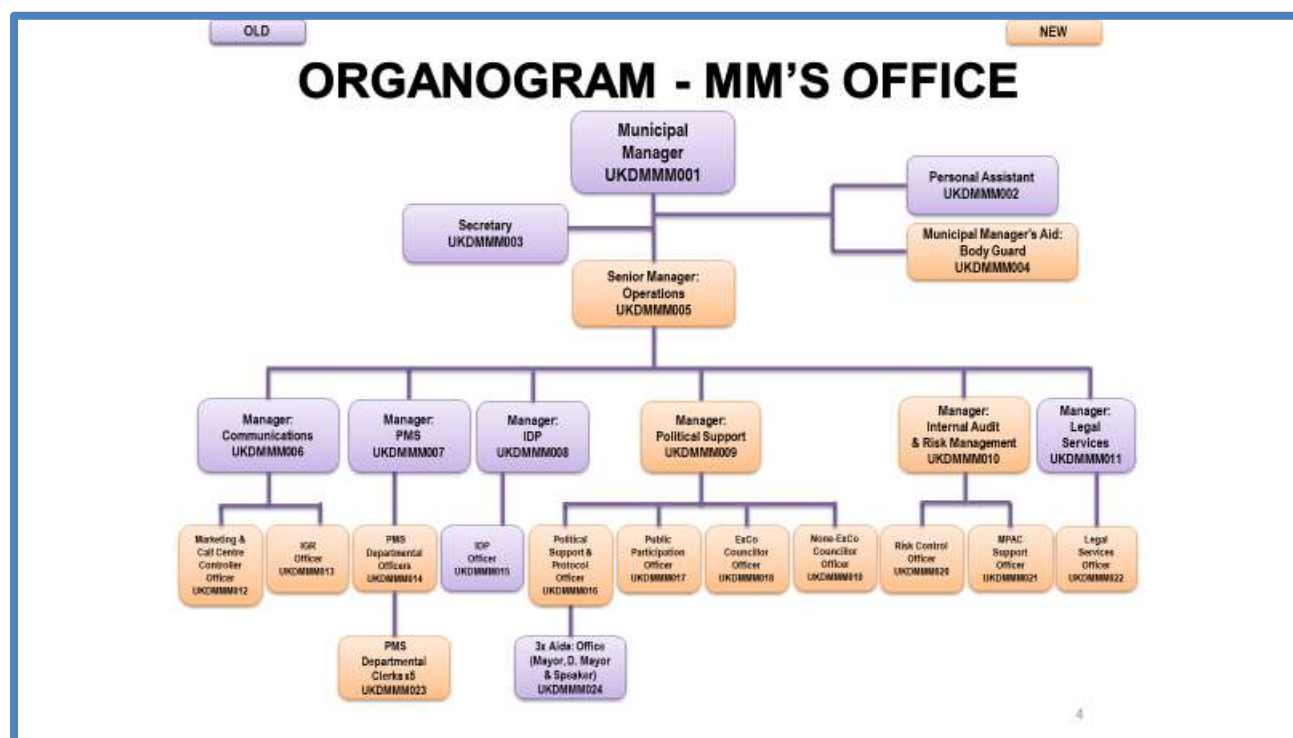 OLD
NEW
ORGANOGRAM - MM'S OFFICE
Municipal
Manager
UKDMMM001
Personal Assistant
UKDMMM002
Secretary
UKDMMM003
Municipal Manager's Aid:
Body Guard
UKDMMM004
Senior Manager:
Operations
UKDMMM005
Manager:
Communications
UKDMMM006
Manager:
PMS
UKDMMM007
Manager:
IDP
UKDMMM008
Manager:
Political Support
UKDMMM009
Manager:
Internal Audit
& Risk Management
UKDMMM010
Manager:
Legal
Services
UKDMMM011
Marketing &
Call Centre
Controller
Officer
UKDMMM012
IGR
Officer
UKDMMM013
PMS
Departmental
Officers
UKDMMM014
IDP
Officer
UKDMMM015
Political
Support &
Protocol
Officer
UKDMMM016
Public
Participation
Officer
UKDMMM017
ExCo
Councillor
Officer
UKDMMM018
None-ExCo
Councillor
Officer
UKDMMM019
Risk Control
Officer
UKDMMM020
MPAC
Support
Officer
UKDMMM021
Legal
Services
Officer
UKDMMM022
PMS
Departmental
Clerks x5
UKDMMM023
3x Aids: Office
(Mayor, D. Mayor
& Speaker)
UKDMMM024
4